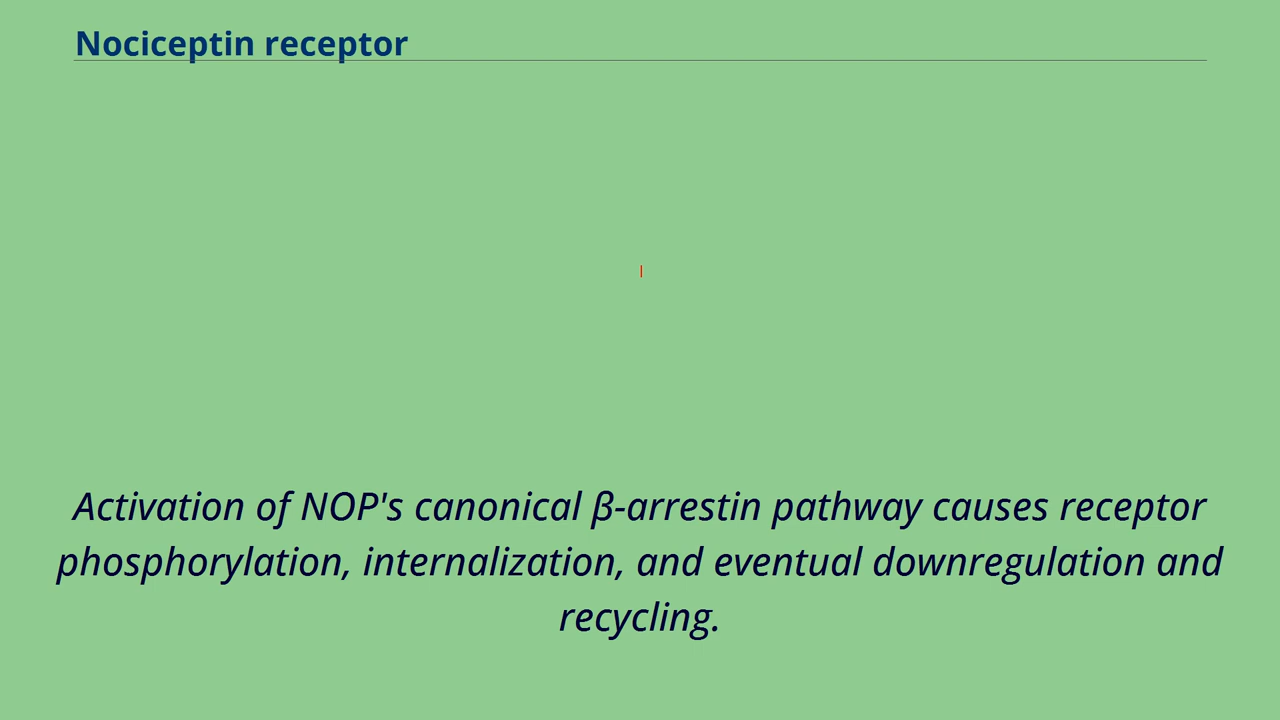 Nociceptin receptor
Activation of NOP's canonical β-arrestin pathway causes receptor
phosphorylation, internalization, and eventual downregulation and
recycling.